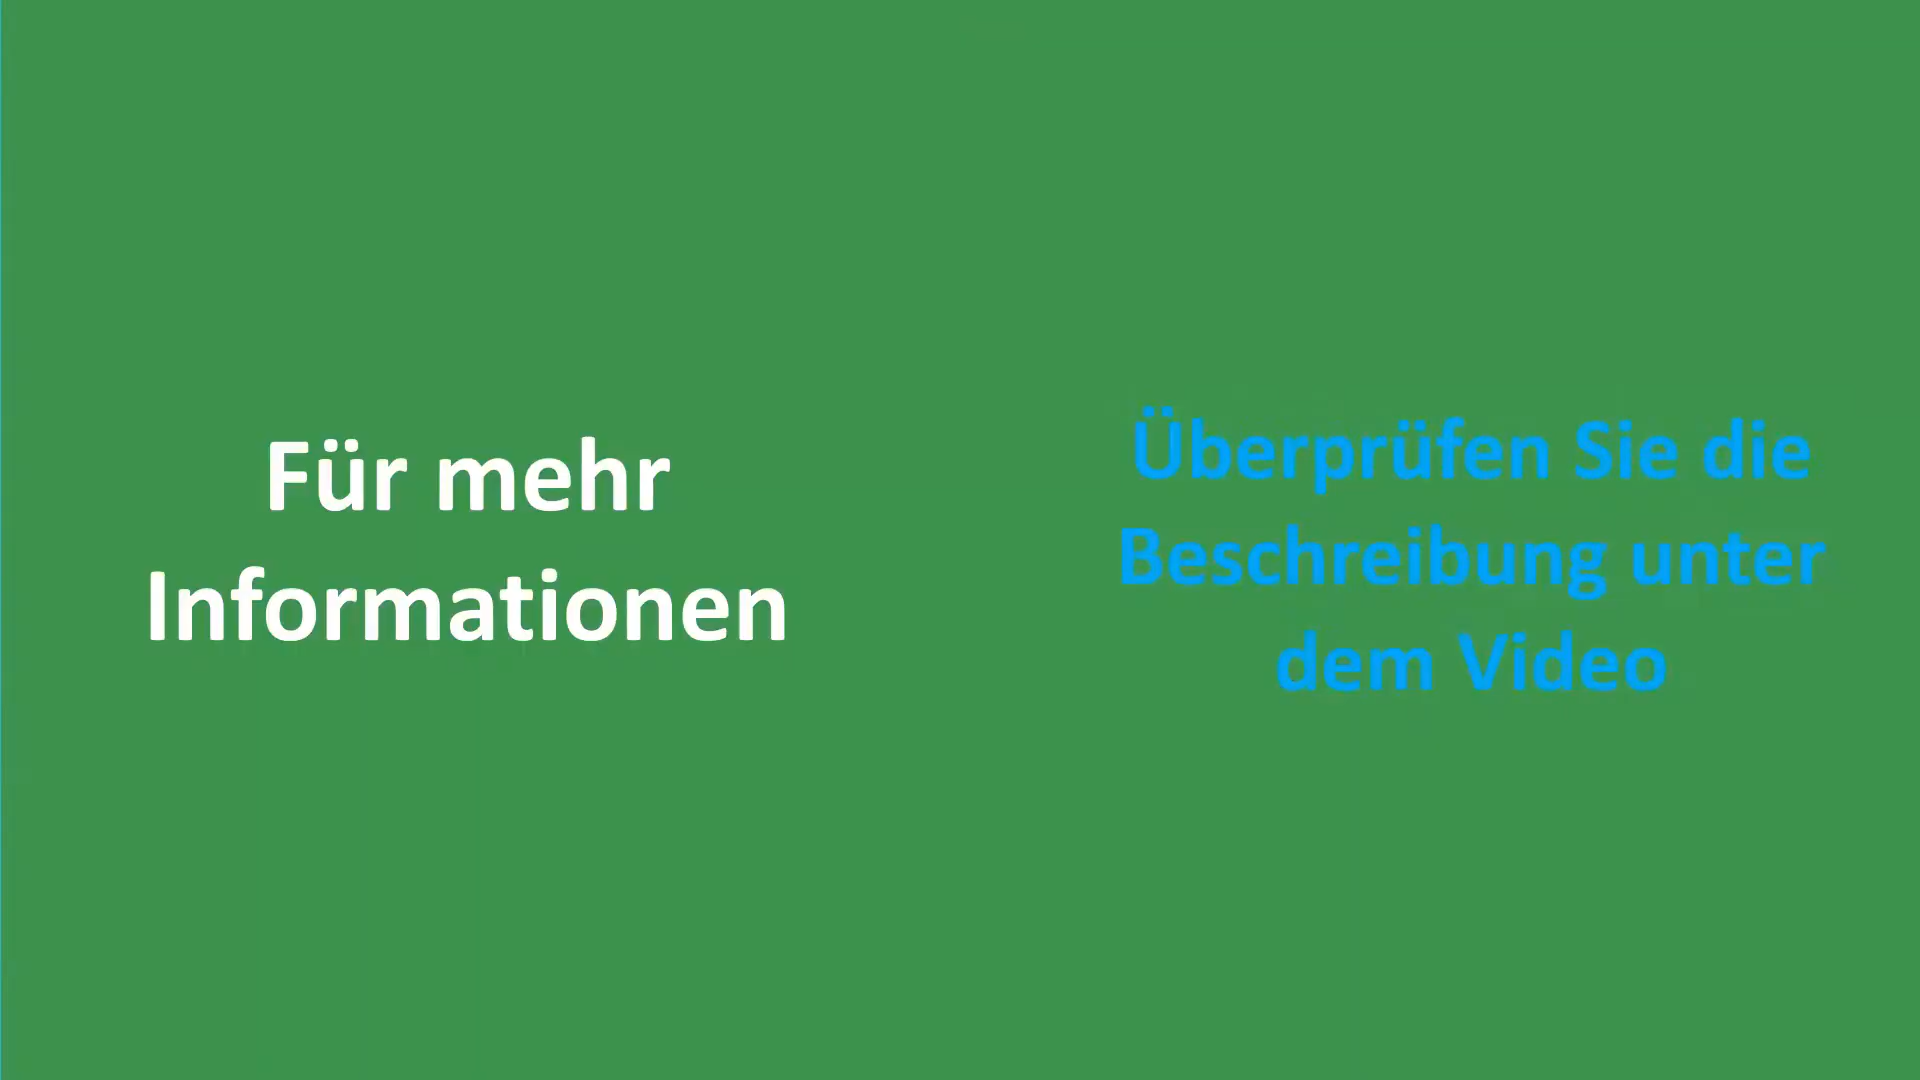 Für mehr
Informationen
Überprüfen Sie die
Beschreibung unter
dem Video